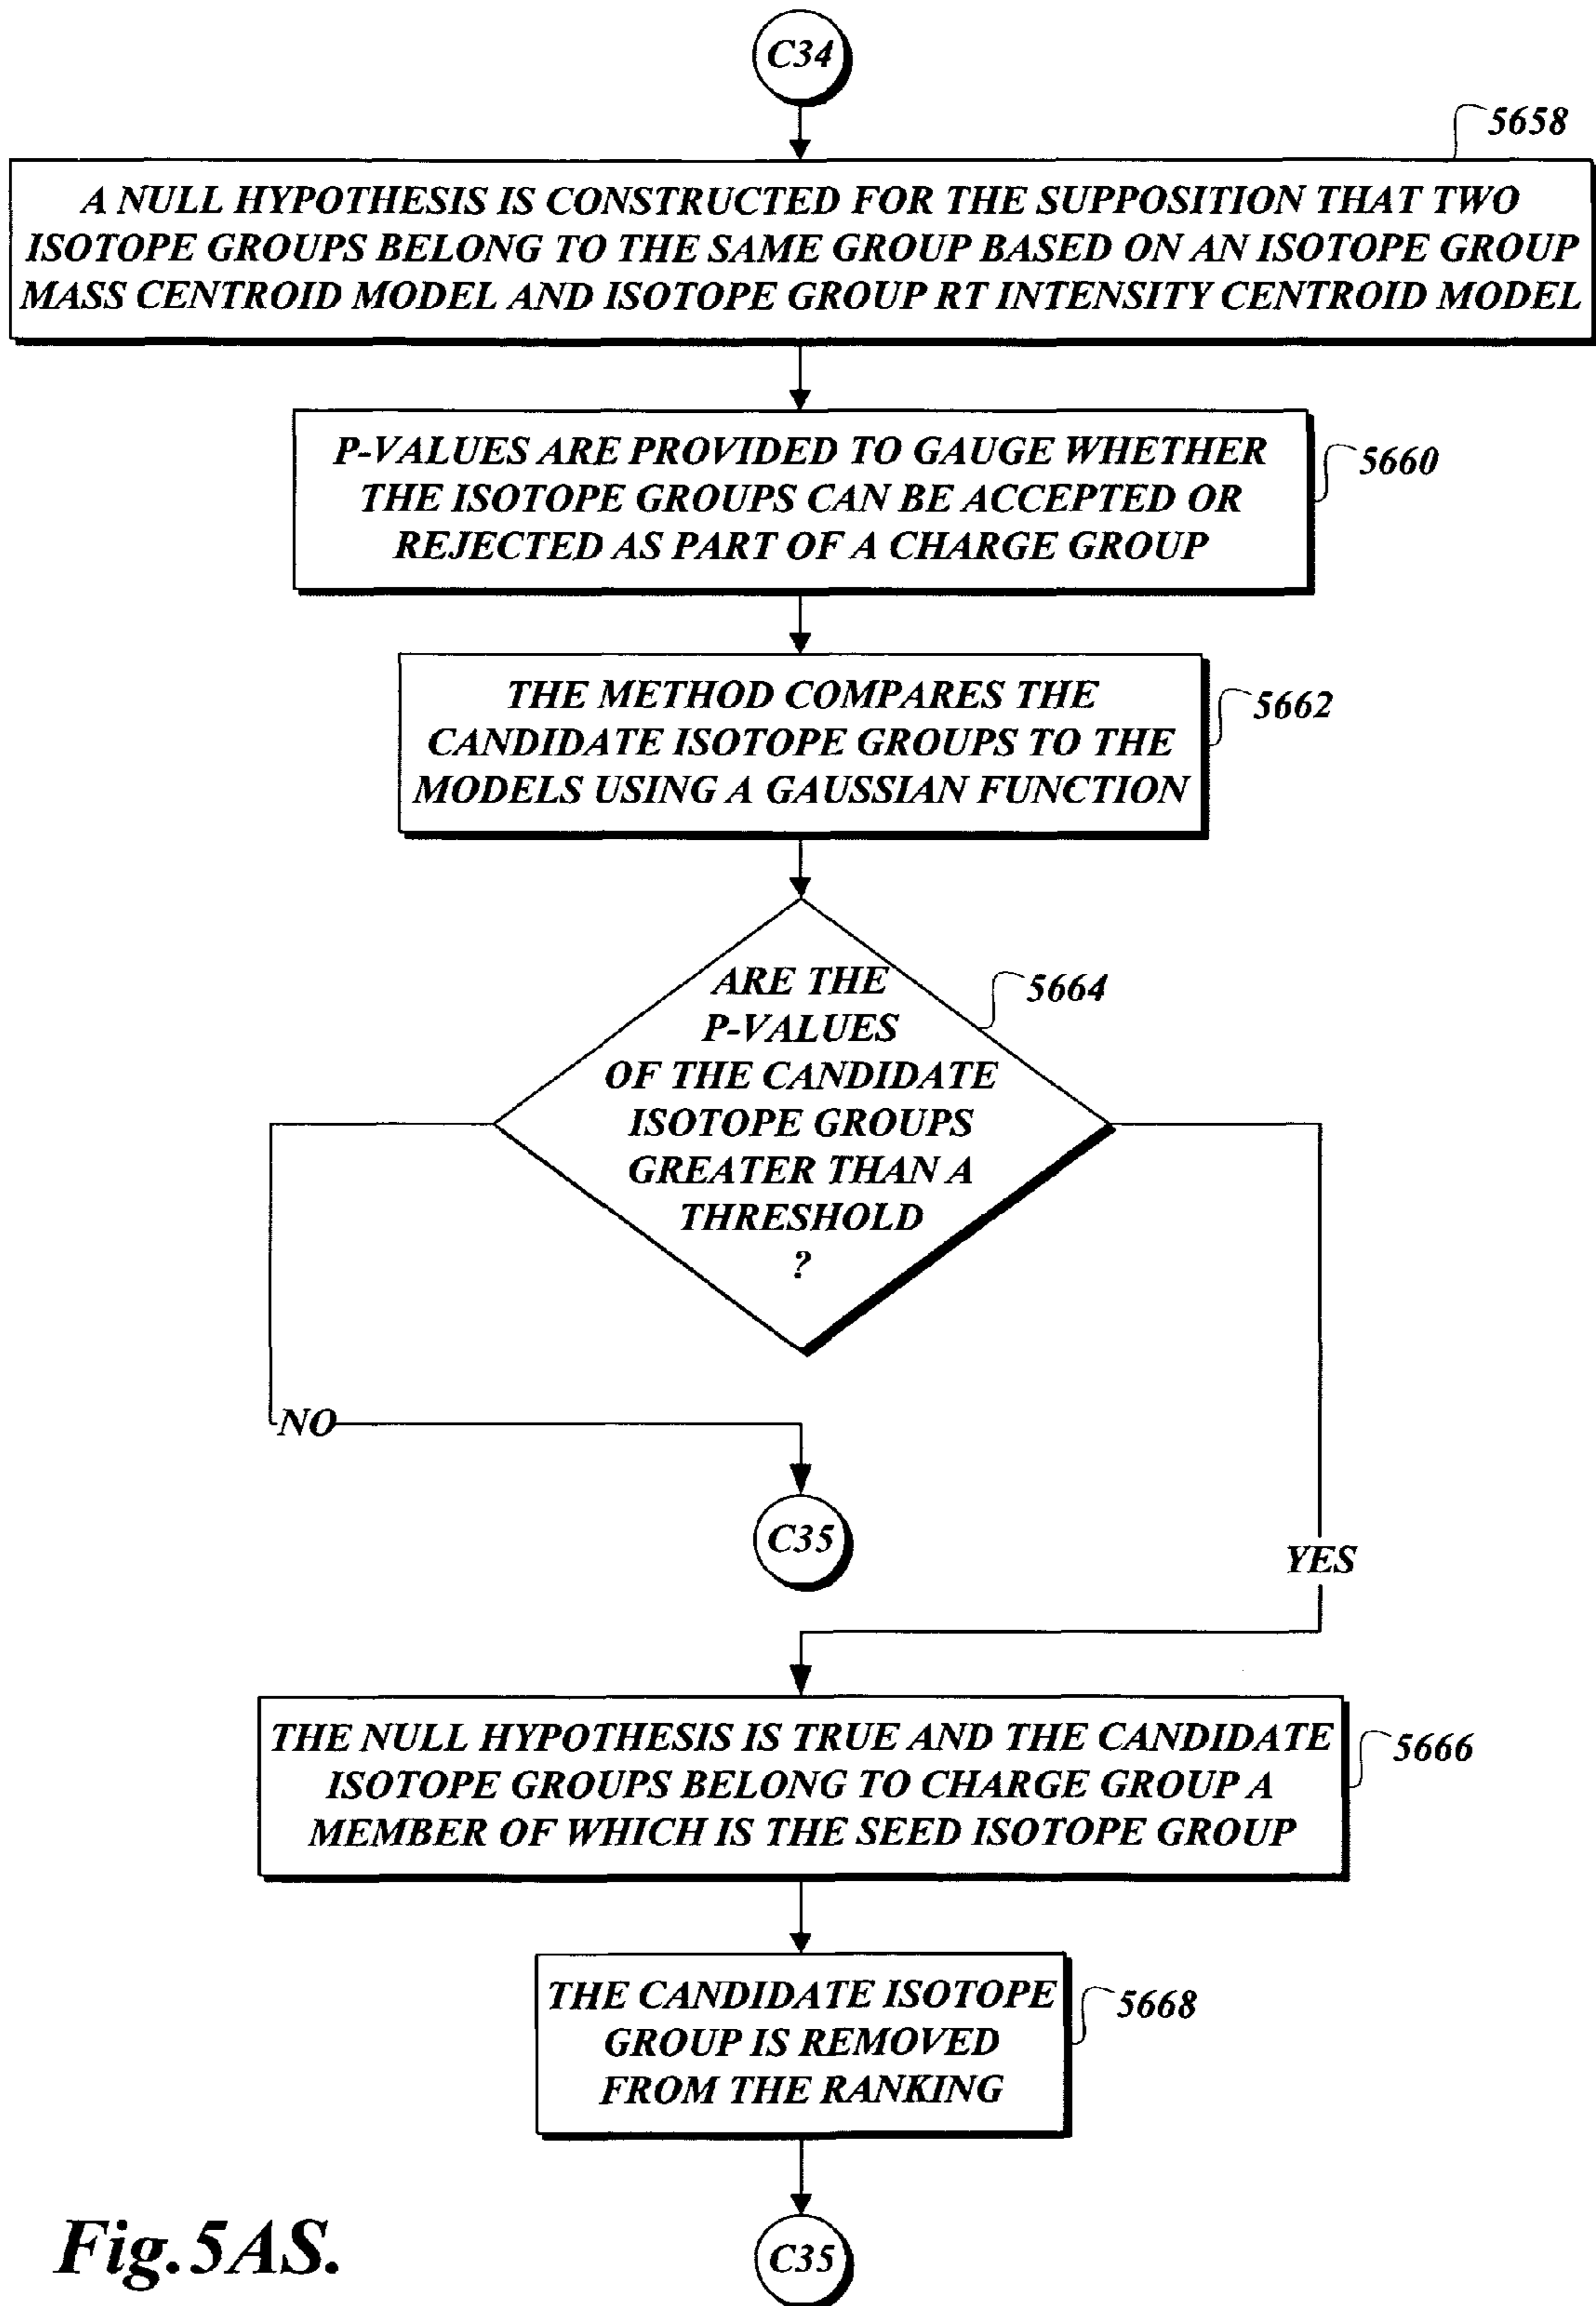 C34
5658
A NULL HYPOTHESIS IS CONSTRUCTED FOR THE SUPPOSITION THAT TWO
ISOTOPE GROUPS BELONG TO THE SAME GROUP BASED ON AN ISOTOPE GROUP
MASS CENTROID MODEL AND ISOTOPE GROUP RT INTENSITY CENTROID MODEL
P-VALUES ARE PROVIDED TO GAUGE WHETHER
THE ISOTOPE GROUPS CAN BE ACCEPTED OR
REJECTED AS PART OF A CHARGE GROUP
5660
THE METHOD COMPARES THE
CANDIDATE ISOTOPE GROUPS TO THE
MODELS USING A GAUSSIAN FUNCTION
5662
ARE THE
P-VALUES
OF THE CANDIDATE
ISOTOPE GROUPS
GREATER THAN A
THRESHOLD
?
5664
NO
C35
YES
THE NULL HYPOTHESIS IS TRUE AND THE CANDIDATE
ISOTOPE GROUPS BELONG TO CHARGE GROUP A
MEMBER OF WHICH IS THE SEED ISOTOPE GROUP
5666
THE CANDIDATE ISOTOPE
GROUP IS REMOVED
FROM THE RANKING
5668
C35
Fig.5AS.